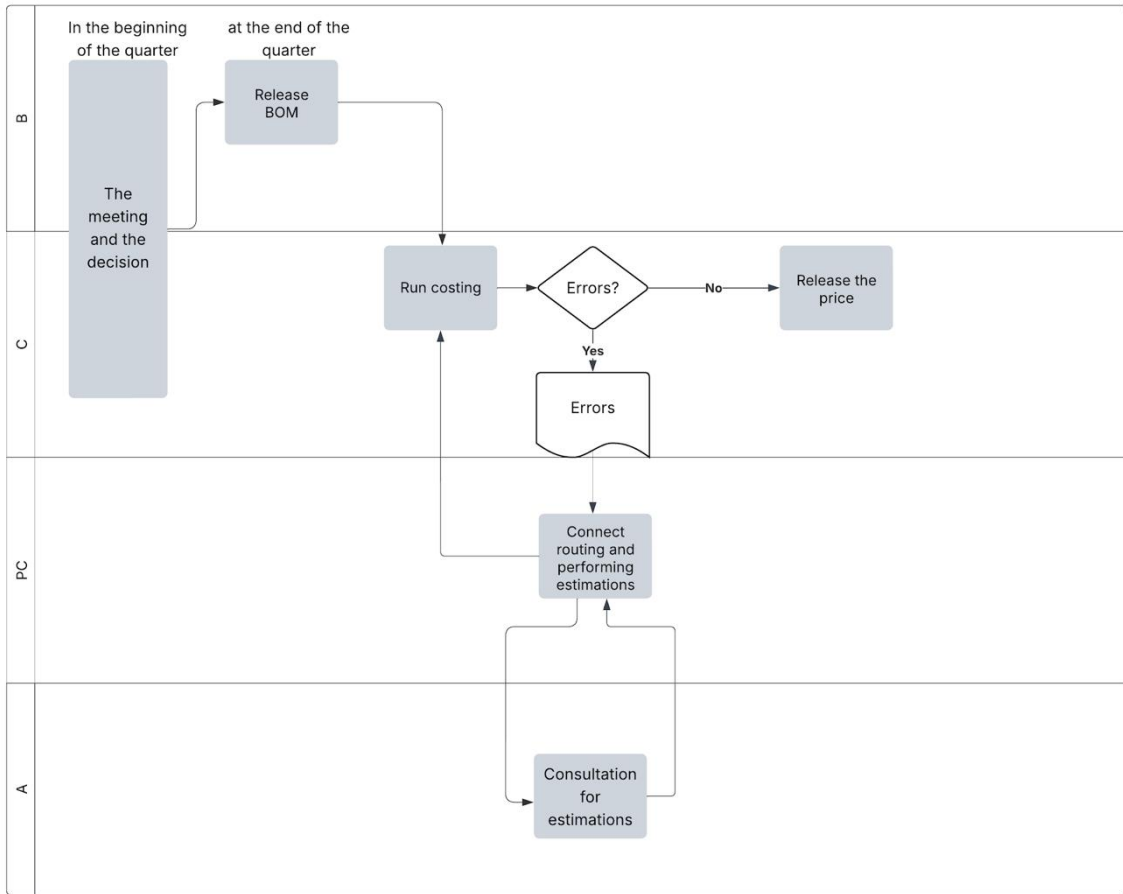 In the beginning
of the quarter
at the end of the
quarter
B
Release
BOM
The
meeting
and the
decision
C
Run costing
Errors?
No
Release the
price
Yes
Errors
PC
Connect
routing and
performing
estimations
A
Consultation
for
estimations